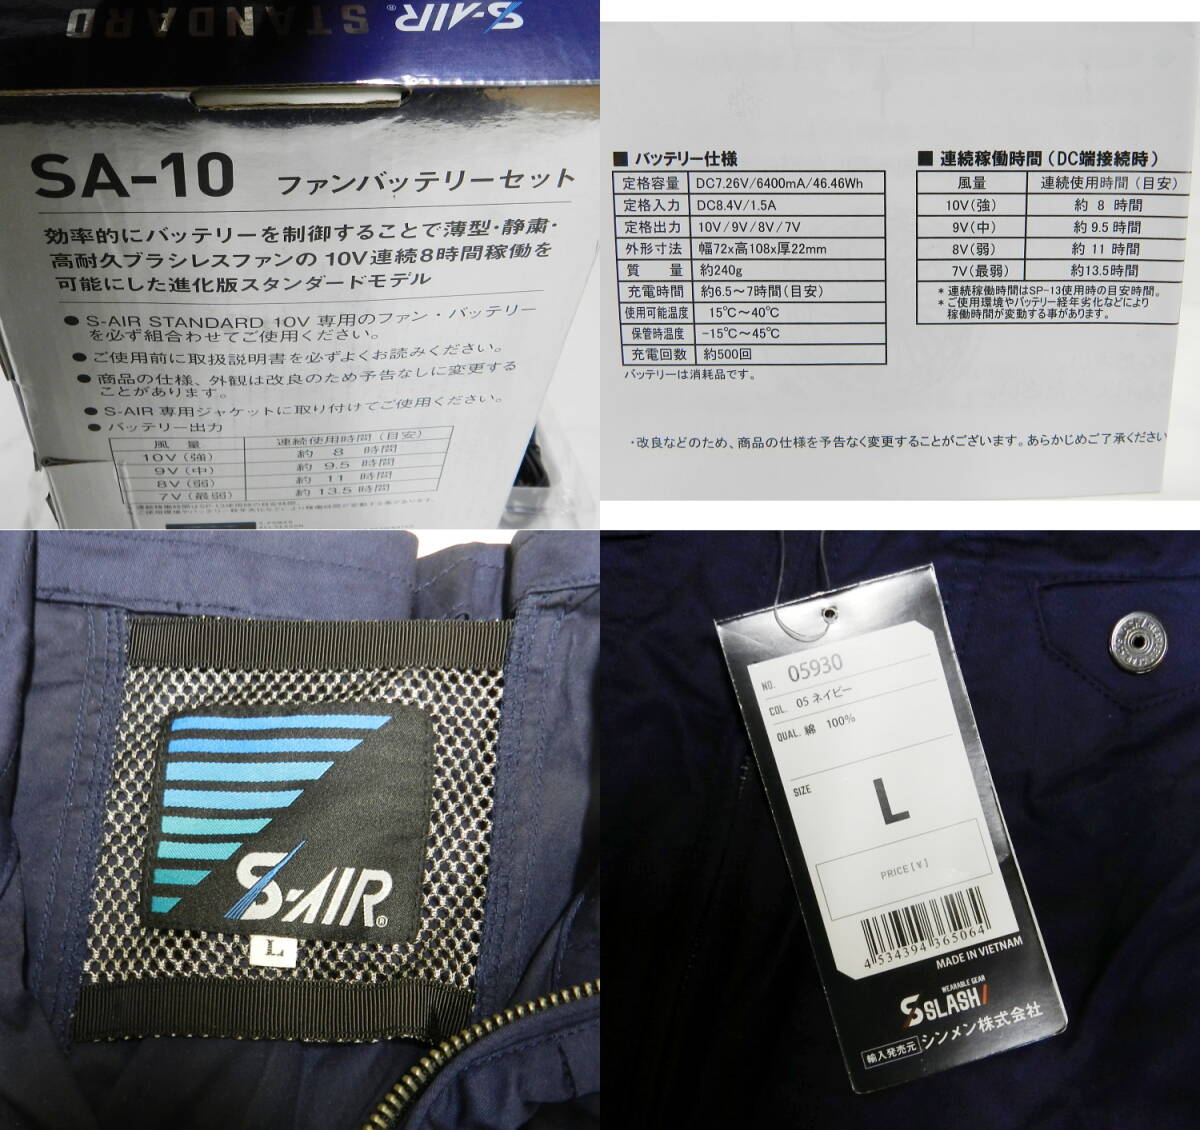 S-AIR® STANDARD
SA-10 ファンバッテリーセット
効率的にバッテリーを制御することで薄型・静粛・
高耐久ブラシレスファンの10V連続8時間稼働を
可能にした進化版スタンダードモデル
● S-AIR STANDARD 10V 専用のファン・バッテリー
を必ず組合わせてご使用ください。
● ご使用前に取扱説明書を必ずよくお読みください。
● 商品の仕様、外観は改良のため予告なしに変更する
ことがあります。
● S-AIR 専用ジャケットに取り付けてご使用ください。
● バッテリー出力
風 量 連続使用時間(目安)
10V(強) 約 8 時間
9V(中) 約 9.5 時間
8V(弱) 約 11 時間
7V(最弱) 約 13.5 時間
■ バッテリー仕様
定格容量 DC7.26V/6400mA/46.46Wh
定格入力 DC8.4V/1.5A
定格出力 10V/9V/8V/7V
外形寸法 幅72x高108x厚22mm
質 量 約240g
充電時間 約6.5～7時間(目安)
使用可能温度 15℃～40℃
保管時温度 -15℃～45℃
充電回数 約500回
バッテリーは消耗品です。
■ 連続稼働時間(DC端接続時)
風量 連続使用時間(目安)
10V(強) 約 8 時間
9V(中) 約 9.5 時間
8V(弱) 約 11 時間
7V(最弱) 約13.5時間
* 連続稼働時間はSP-13使用時の目安時間。
* ご使用環境やバッテリー経年劣化などにより
稼働時間が変動する事があります。
・改良などのため、商品の仕様を予告なく変更することがございます。あらかじめご了承ください
S-AIR®
L
NO. 05930
COL. 05 ネイビー
QUAL. 綿 100%
SIZE L
PRICE [¥]
4 534394 365064
MADE IN VIETNAM
WEARABLE GEAR
SLASH
輸入発売元 シンメン株式会社